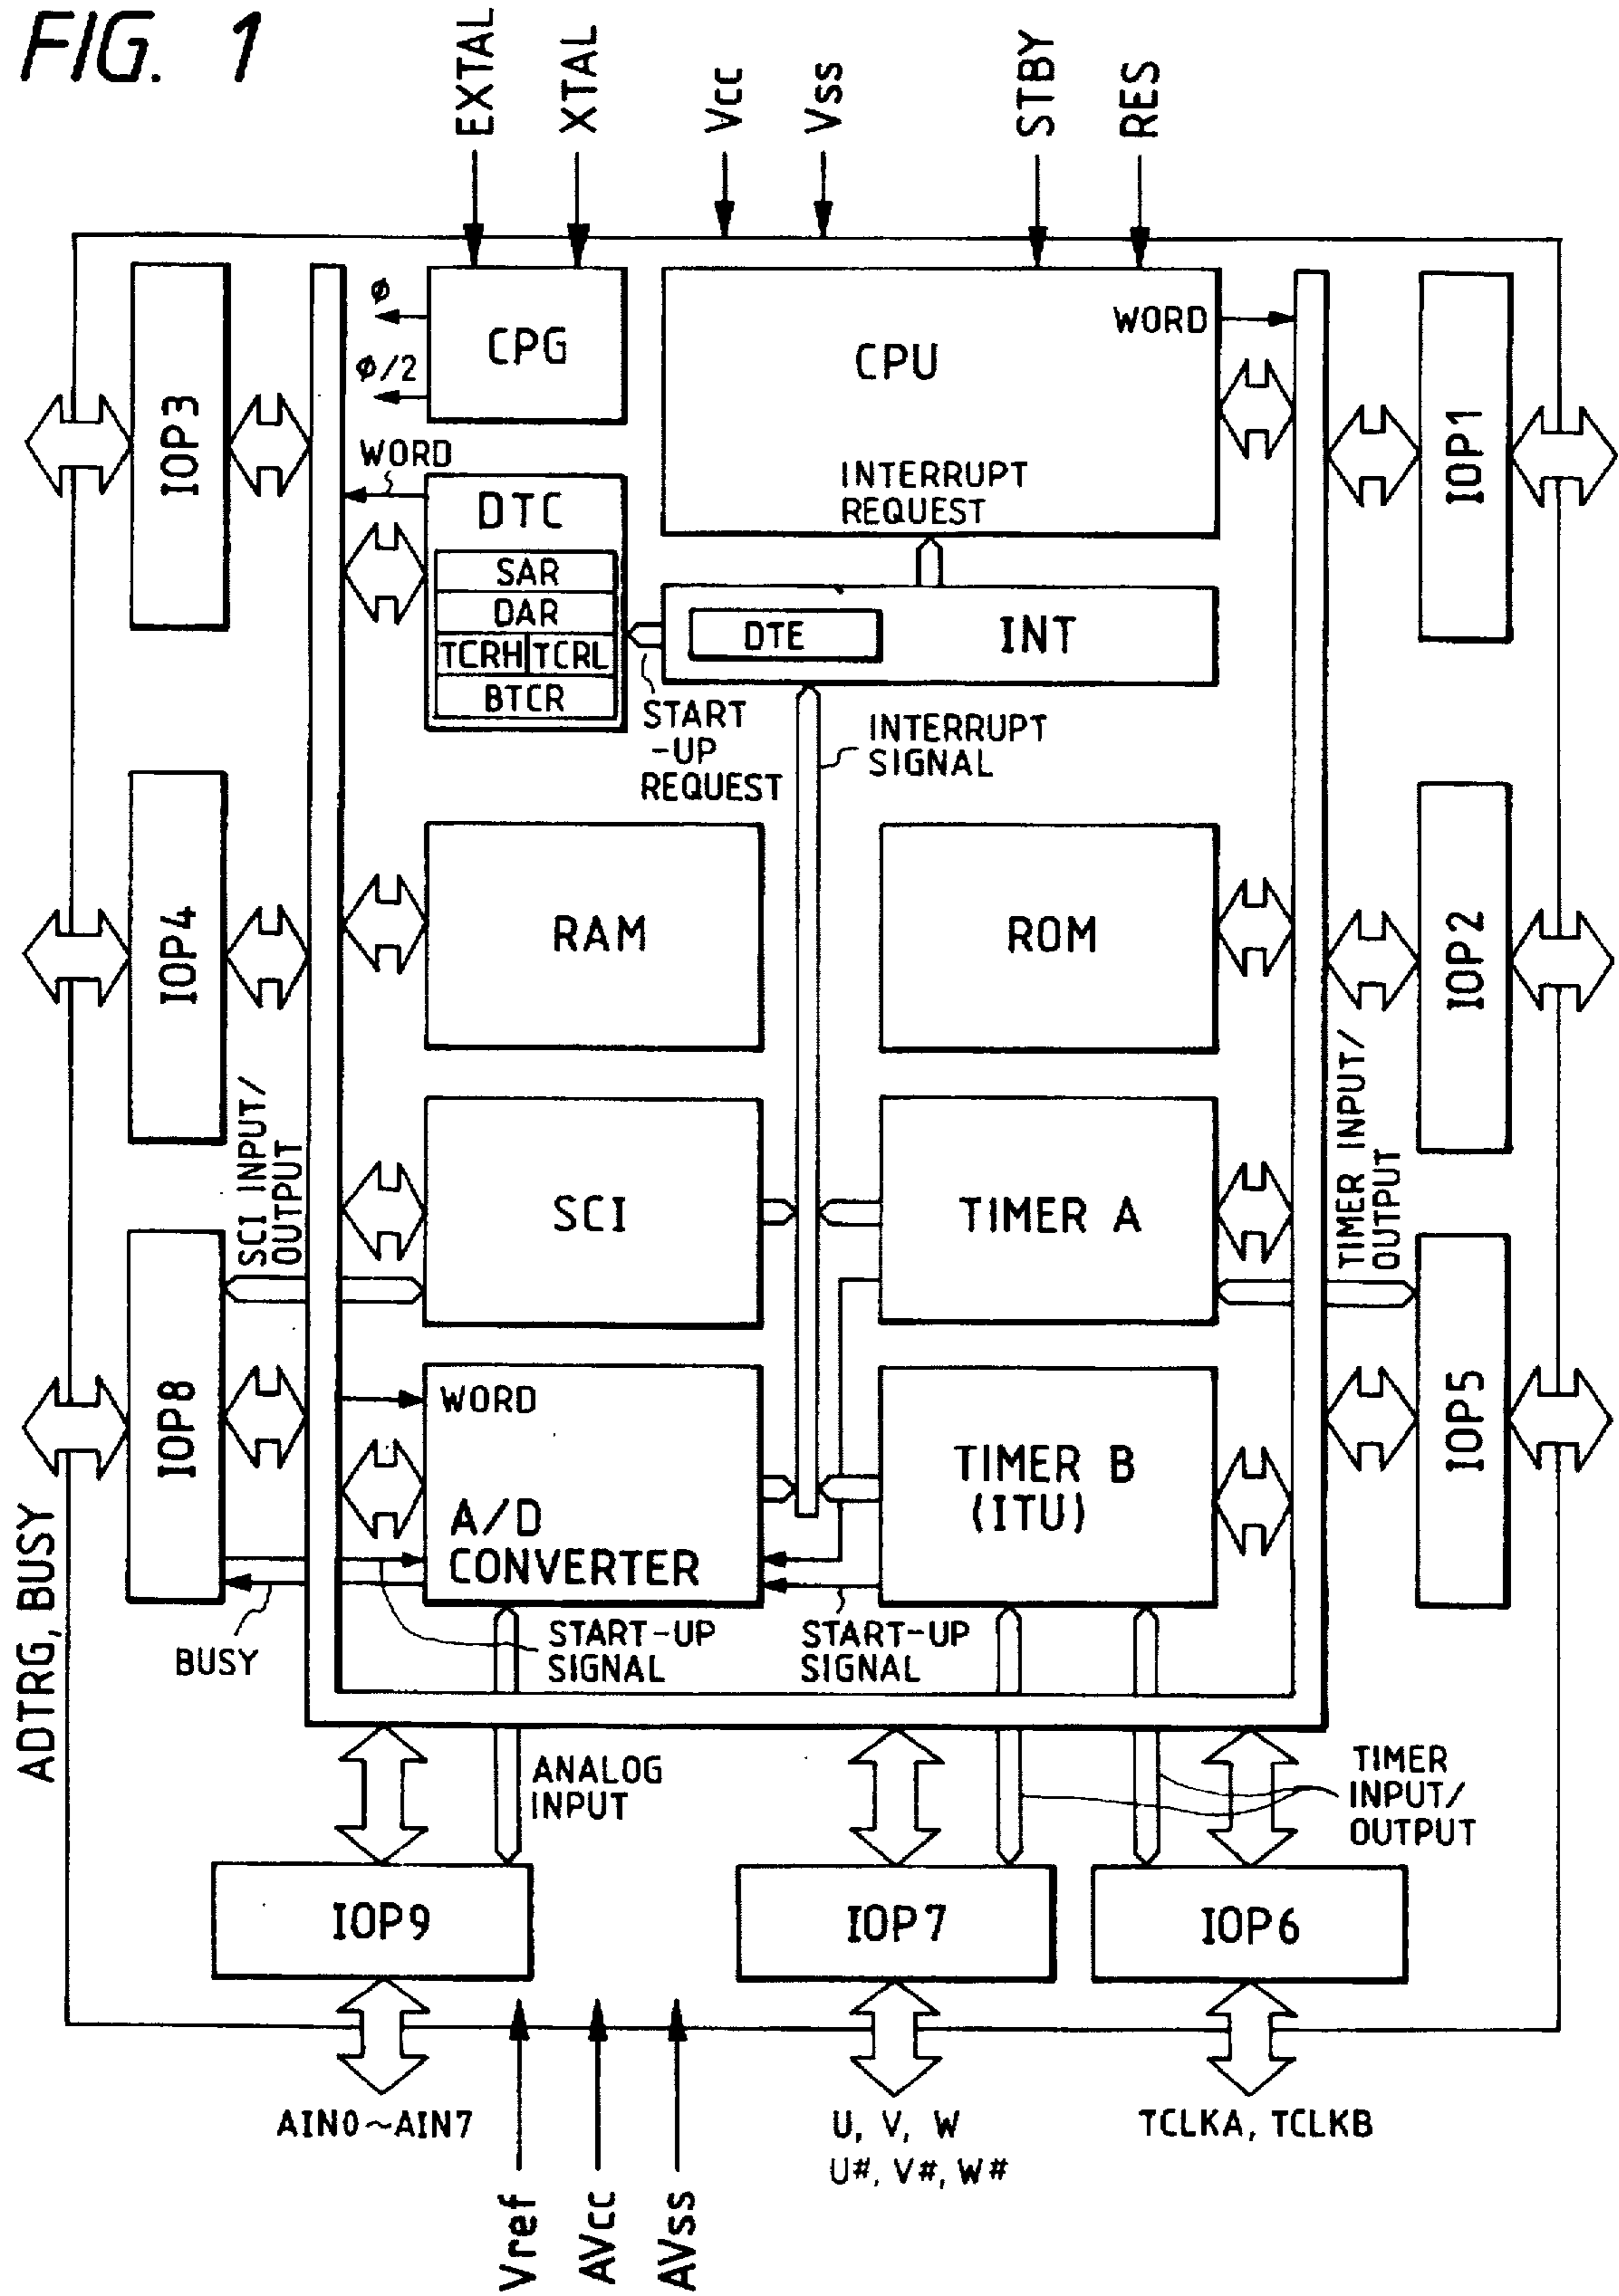 FIG. 1
EXTAL
XTAL
Vcc
Vss
STBY
RES
IOP3
ø
ø/2
CPG
CPU
WORD
IOP1
WORD
DTC
SAR
DAR
TCRH TCRL
BTCR
INTERRUPT
REQUEST
DTE
INT
START
-UP
REQUEST
INTERRUPT
SIGNAL
IOP4
RAM
ROM
IOP2
SCI INPUT/
OUTPUT
SCI
TIMER A
TIMER INPUT/
OUTPUT
IOP8
WORD
A/D
CONVERTER
TIMER B
(ITU)
IOP5
ADTRG, BUSY
BUSY
START-UP
SIGNAL
START-UP
SIGNAL
ANALOG
INPUT
TIMER
INPUT/
OUTPUT
IOP9
IOP7
IOP6
AIN0~AIN7
U, V, W
U#, V#, W#
TCLKA, TCLKB
Vref
AVcc
AVss